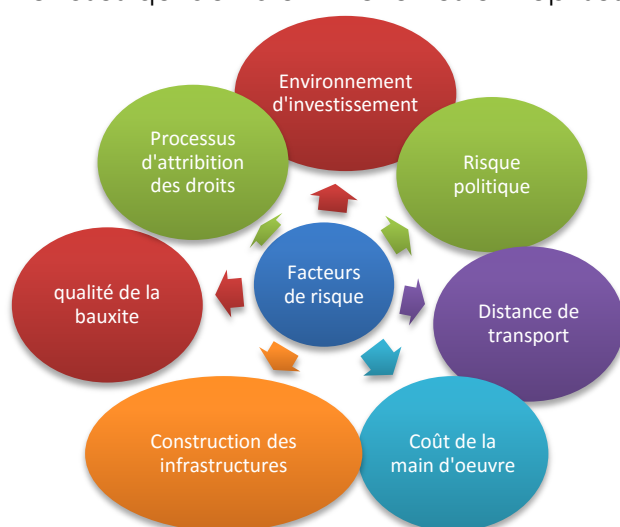 Environnement
d'investissement
Risque
politique
Distance de
transport
Coût de la
main d'oeuvre
Construction des
infrastructures
qualité de la
bauxite
Processus
d'attribition
des droits
Facteurs
de risque